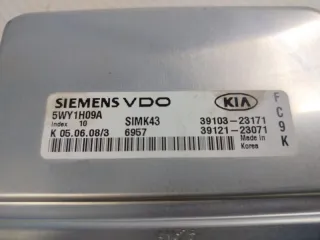 SIEMENS VDO KIA
5WY1H09A
Index 10 SIMK43 39103-23171
K 05.06.08/3 6957 39121-23071
Made in
Korea
F
C
9
K